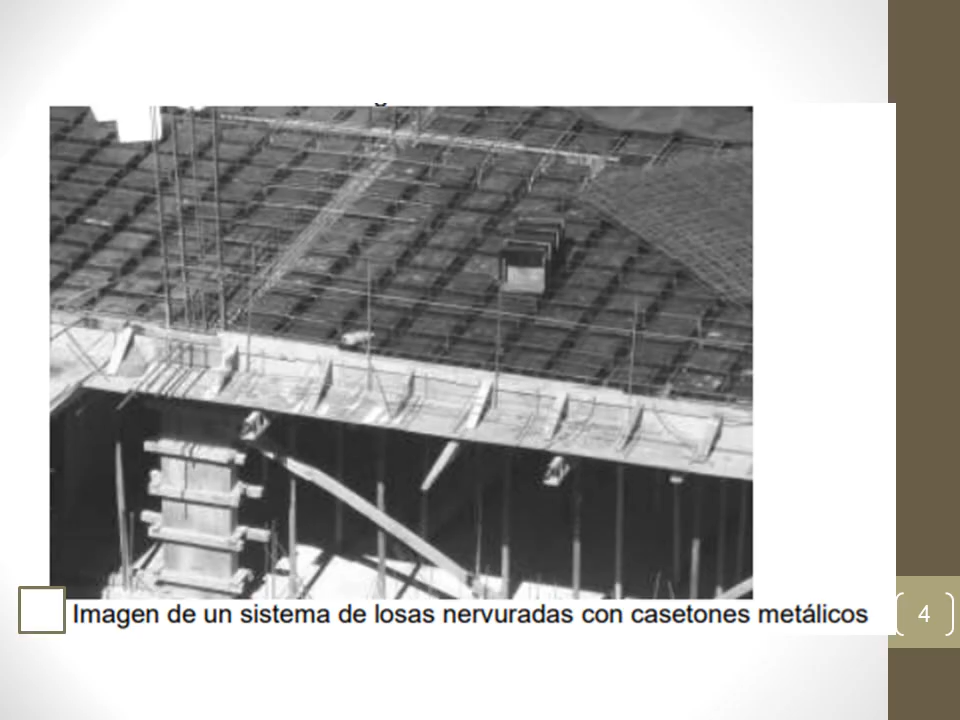 Imagen de un sistema de losas nervuradas con casetones metálicos
4